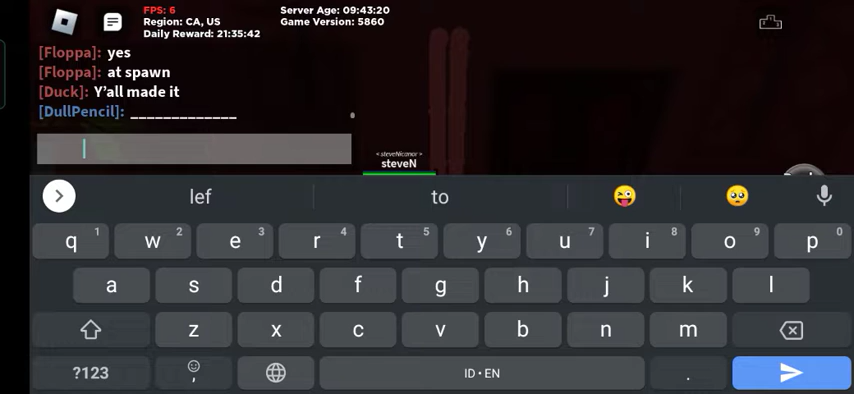 FPS: 6
Region: CA, US
Daily Reward: 21:35:42
Server Age: 09:43:20
Game Version: 5860
[Floppa]: yes
[Floppa]: at spawn
[Duck]: Y'all made it
[DullPencil]: _____________
< steveNicanor >
steveN
lef to
q 1 w 2 e 3 r 4 t 5 y 6 u 7 i 8 o 9 p 0
a s d f g h j k l
z x c v b n m
?123 , ID • EN .